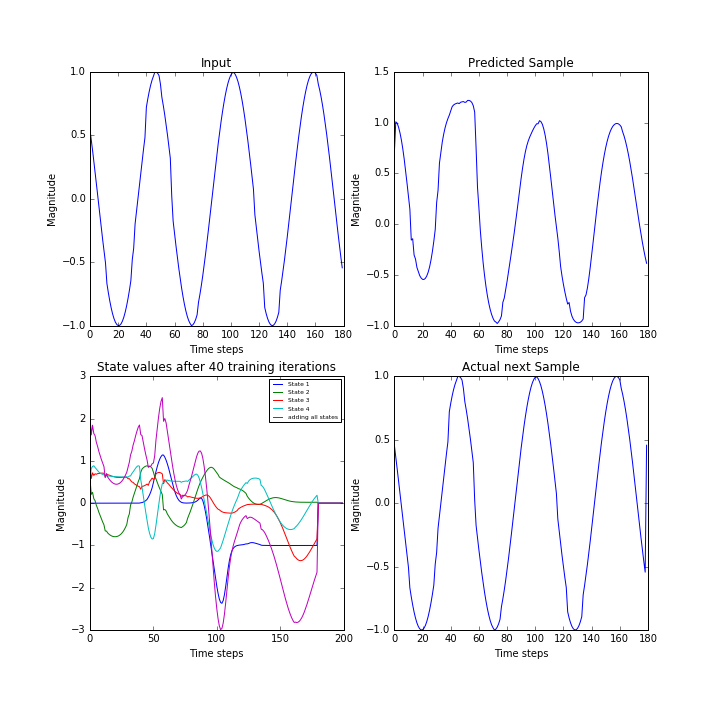 Input
1.0
0.5
0.0
−0.5
−1.0
Magnitude
0 20 40 60 80 100 120 140 160 180
Time steps
Predicted Sample
1.5
1.0
0.5
0.0
−0.5
−1.0
Magnitude
0 20 40 60 80 100 120 140 160 180
Time steps
State values after 40 training iterations
3
2
1
0
−1
−2
−3
Magnitude
State 1
State 2
State 3
State 4
adding all states
0 50 100 150 200
Time steps
Actual next Sample
1.0
0.5
0.0
−0.5
−1.0
Magnitude
0 20 40 60 80 100 120 140 160 180
Time steps